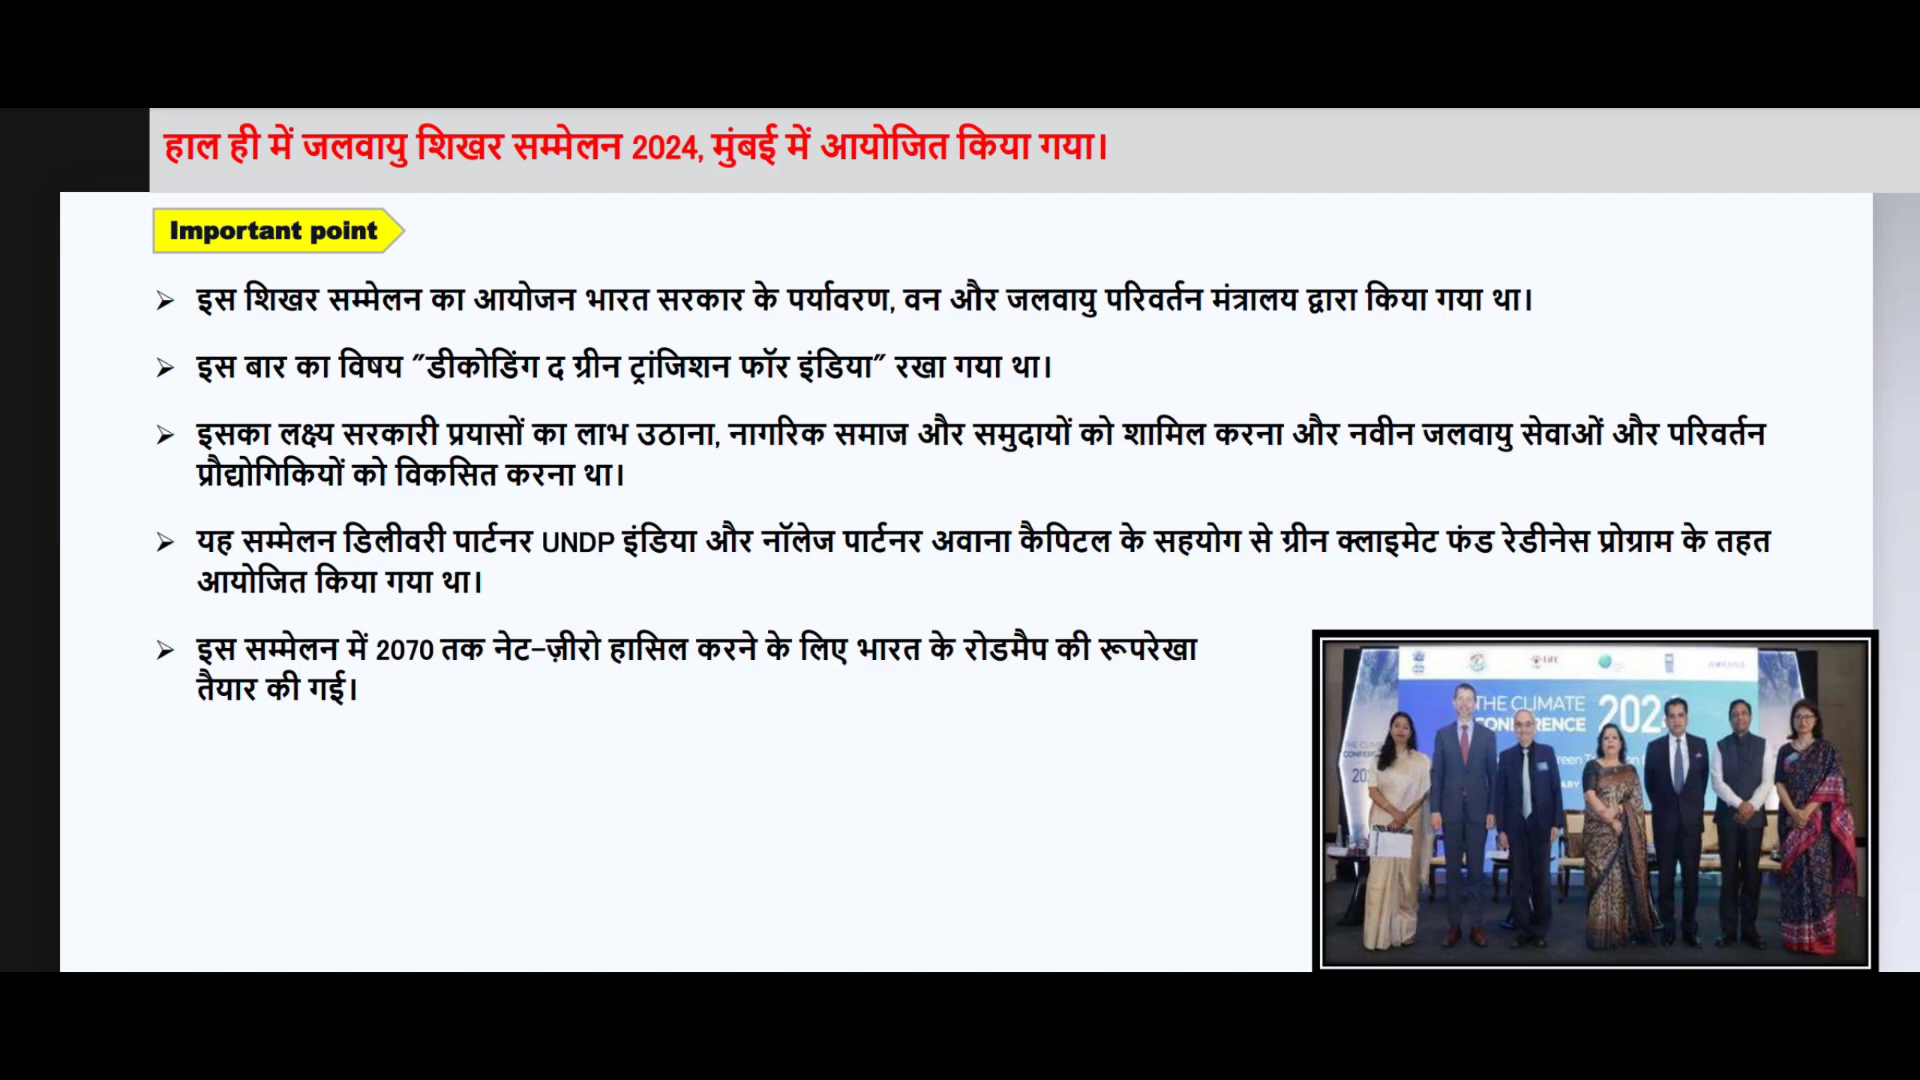 हाल ही में जलवायु शिखर सम्मेलन 2024, मुंबई में आयोजित किया गया।
Important point
➢ इस शिखर सम्मेलन का आयोजन भारत सरकार के पर्यावरण, वन और जलवायु परिवर्तन मंत्रालय द्वारा किया गया था।
➢ इस बार का विषय "डीकोडिंग द ग्रीन ट्रांजिशन फॉर इंडिया" रखा गया था।
➢ इसका लक्ष्य सरकारी प्रयासों का लाभ उठाना, नागरिक समाज और समुदायों को शामिल करना और नवीन जलवायु सेवाओं और परिवर्तन
प्रौद्योगिकियों को विकसित करना था।
➢ यह सम्मेलन डिलीवरी पार्टनर UNDP इंडिया और नॉलेज पार्टनर अवाना कैपिटल के सहयोग से ग्रीन क्लाइमेट फंड रेडीनेस प्रोग्राम के तहत
आयोजित किया गया था।
➢ इस सम्मेलन में 2070 तक नेट-ज़ीरो हासिल करने के लिए भारत के रोडमैप की रूपरेखा
तैयार की गई।
LiFE
THE CLIMATE
2024
CONFERENCE